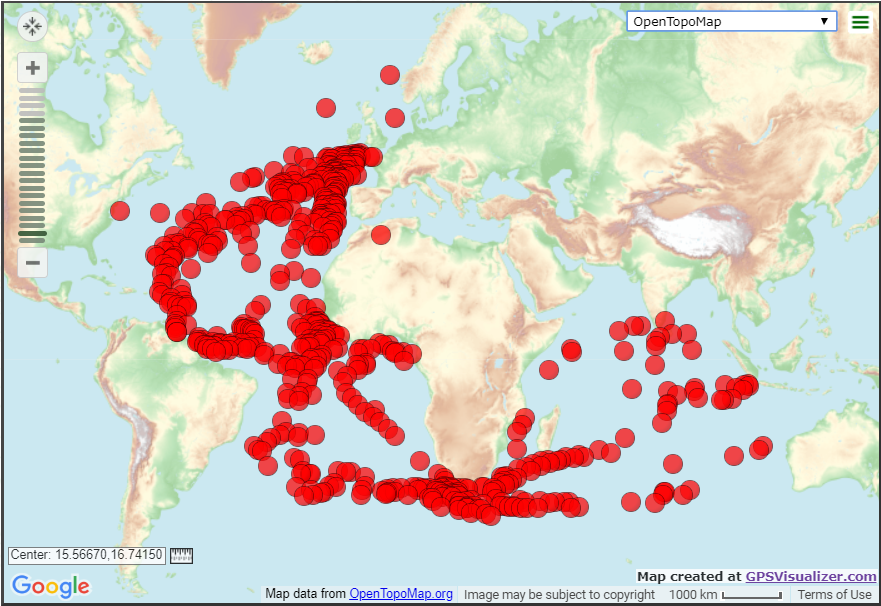 OpenTopoMap ▼
Center: 15.56670,16.74150
Map created at GPSVisualizer.com
Google
Map data from OpenTopoMap.org
Image may be subject to copyright
1000 km
Terms of Use